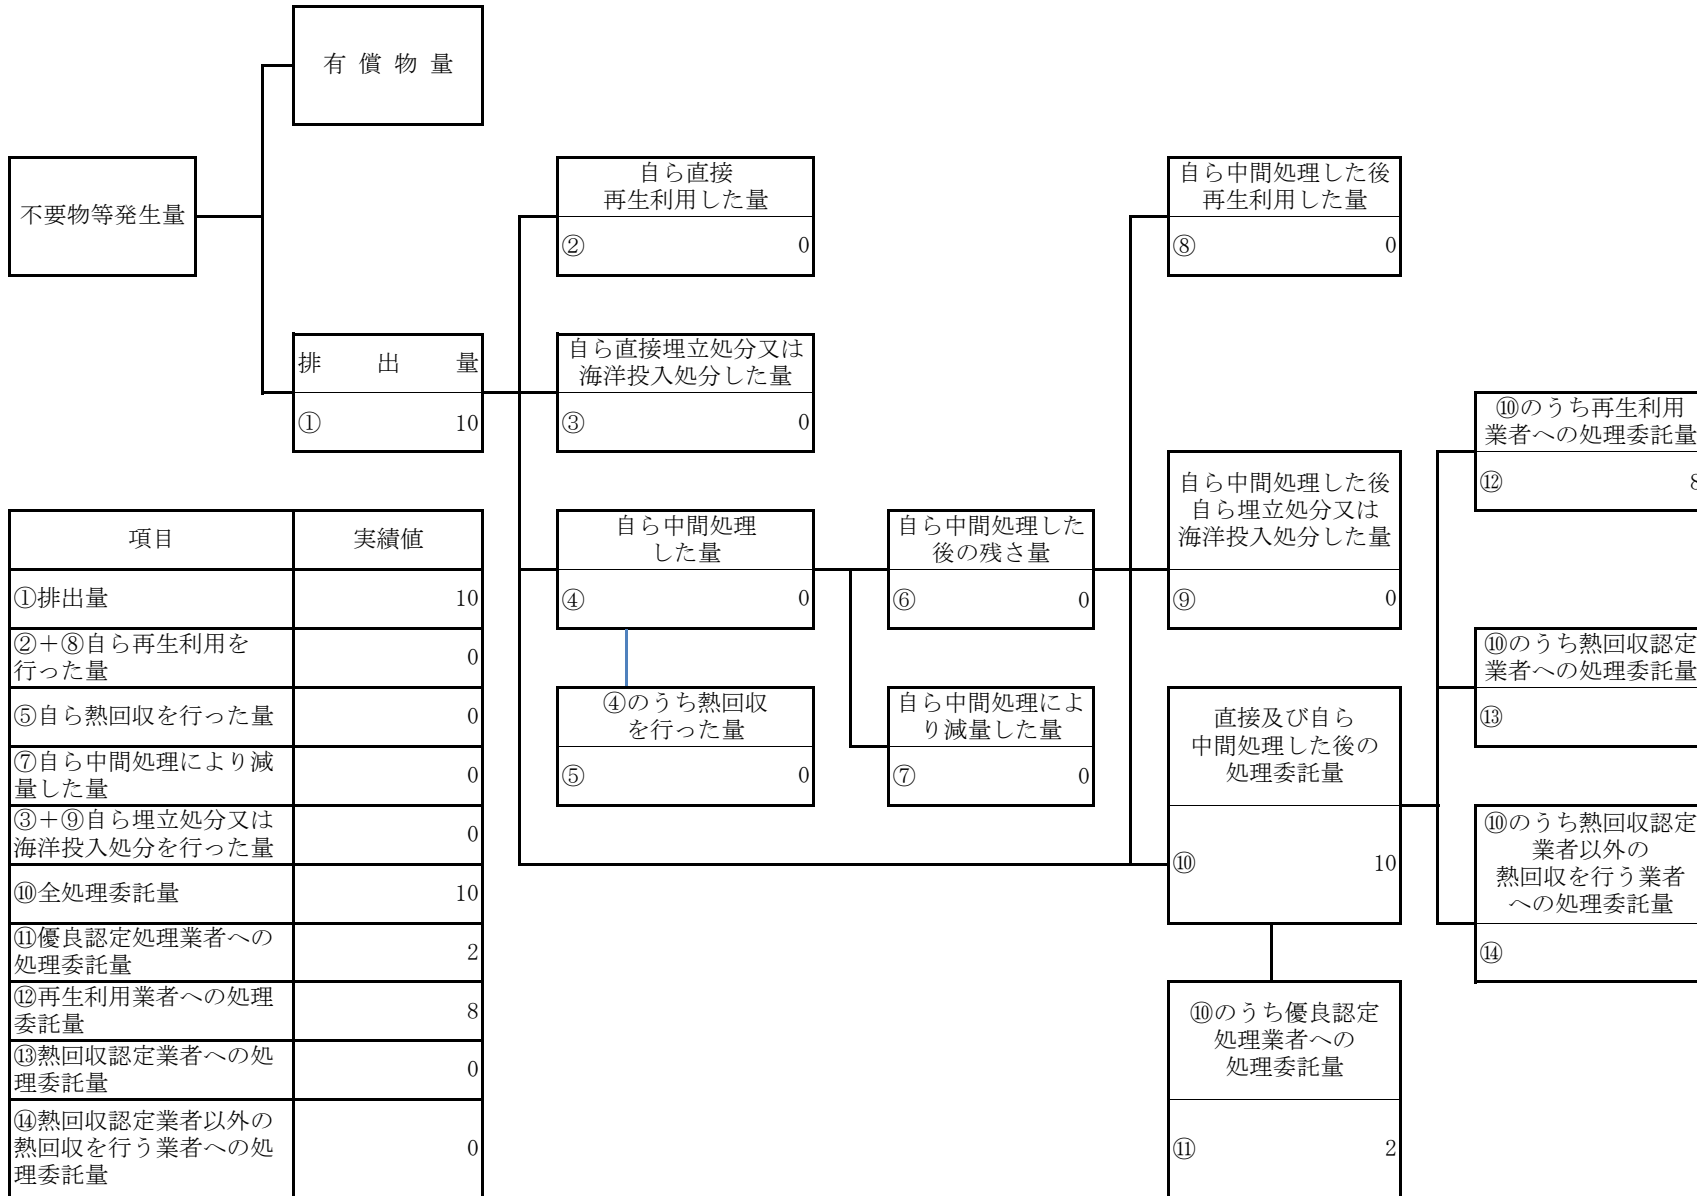 有 償 物 量
不要物等発生量
自ら直接
再生利用した量
② 0
自ら中間処理した後
再生利用した量
⑧ 0
排 出 量
① 10
自ら直接埋立処分又は
海洋投入処分した量
③ 0
⑩のうち再生利用
業者への処理委託量
⑫ 8
自ら中間処理した後
自ら埋立処分又は
海洋投入処分した量
⑨ 0
自ら中間処理
した量
④ 0
自ら中間処理した
後の残さ量
⑥ 0
④のうち熱回収
を行った量
⑤ 0
自ら中間処理によ
り減量した量
⑦ 0
直接及び自ら
中間処理した後の
処理委託量
⑩ 10
⑩のうち熱回収認定
業者への処理委託量
⑬
⑩のうち熱回収認定
業者以外の
熱回収を行う業者
への処理委託量
⑭
⑩のうち優良認定
処理業者への
処理委託量
⑪ 2
項目 実績値
①排出量 10
②＋⑧自ら再生利用を
行った量 0
⑤自ら熱回収を行った量 0
⑦自ら中間処理により減
量した量 0
③＋⑨自ら埋立処分又は
海洋投入処分を行った量 0
⑩全処理委託量 10
⑪優良認定処理業者への
処理委託量 2
⑫再生利用業者への処理
委託量 8
⑬熱回収認定業者への処
理委託量 0
⑭熱回収認定業者以外の
熱回収を行う業者への処
理委託量 0